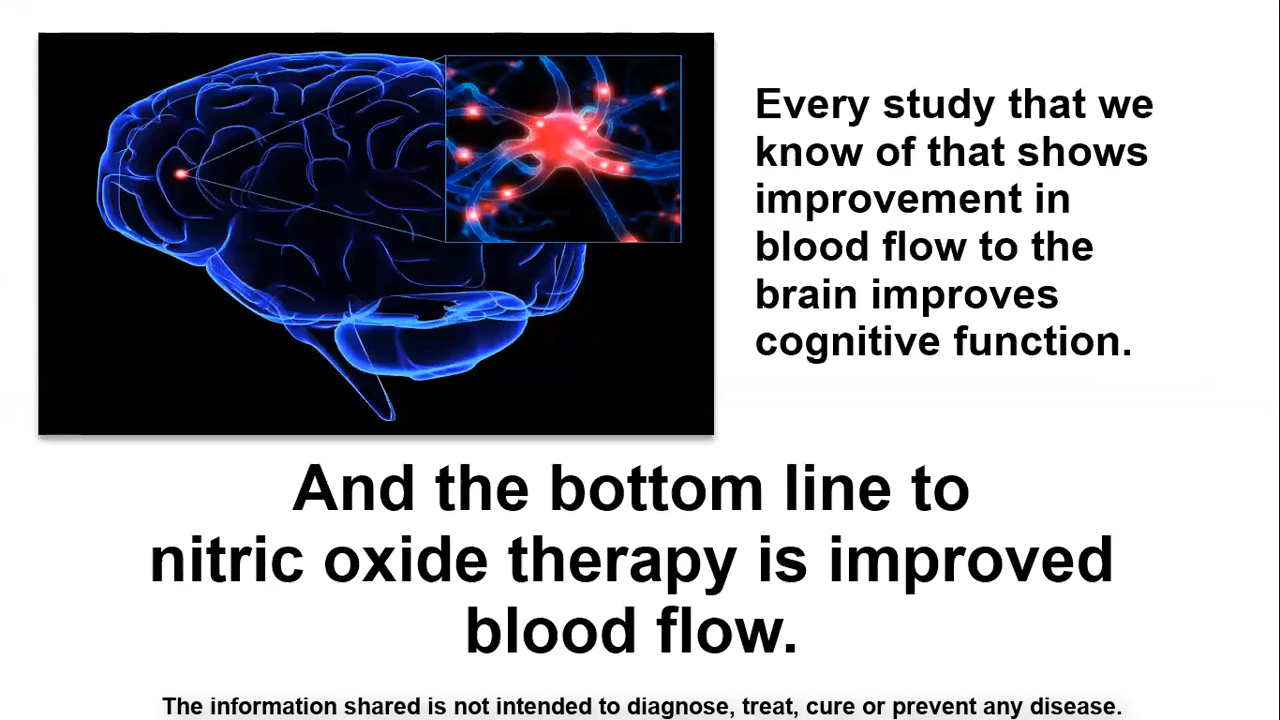 Every study that we
know of that shows
improvement in
blood flow to the
brain improves
cognitive function.
And the bottom line to
nitric oxide therapy is improved
blood flow.
The information shared is not intended to diagnose, treat, cure or prevent any disease.